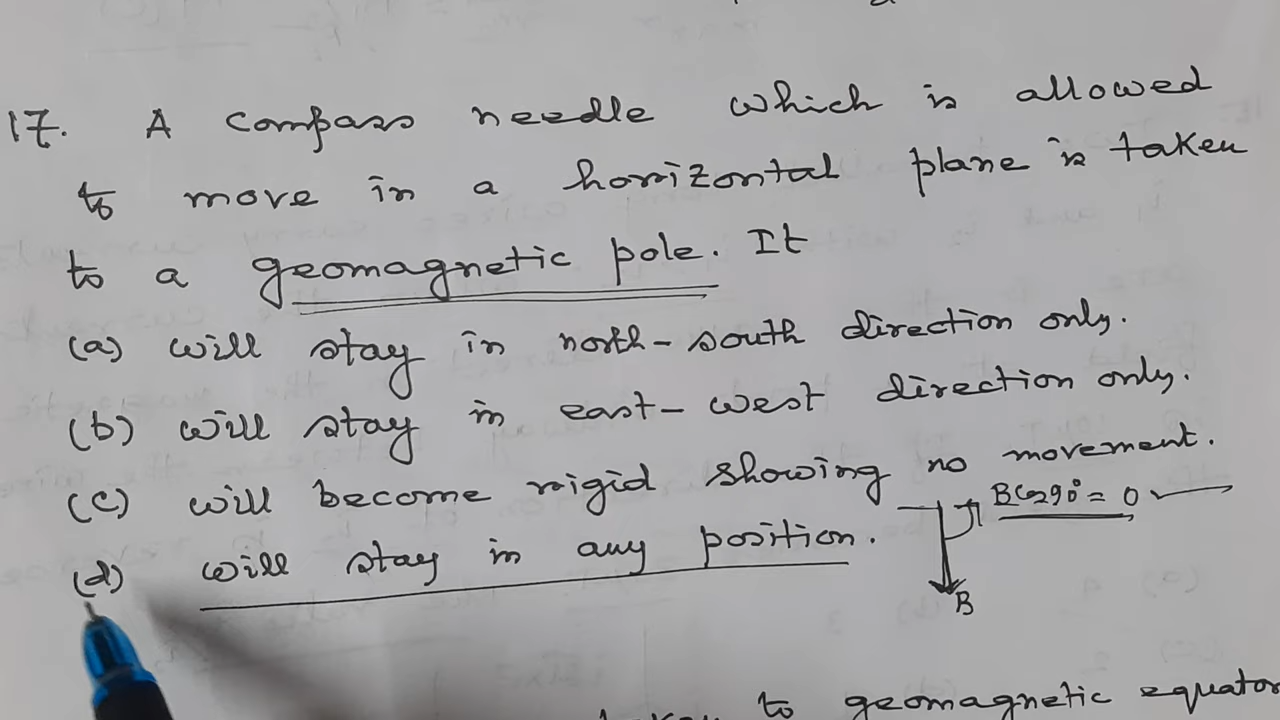 17. A compass needle which is allowed
to move in a horizontal plane is taken
to a geomagnetic pole. It
(a) will stay in north-south direction only.
(b) will stay in east-west direction only.
(c) will become rigid showing no movement.
BCos90° = 0
(d) will stay in any position.
B
to geomagnetic equator